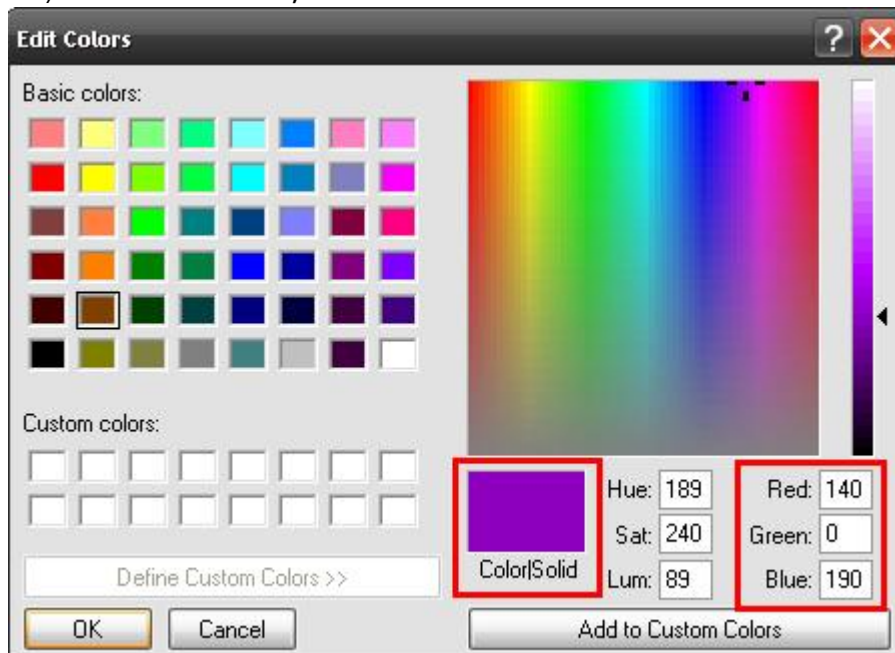 Edit Colors
?
Basic colors:
Custom colors:
Define Custom Colors >>
OK
Cancel
Color|Solid
Hue: 189
Sat: 240
Lum: 89
Red: 140
Green: 0
Blue: 190
Add to Custom Colors